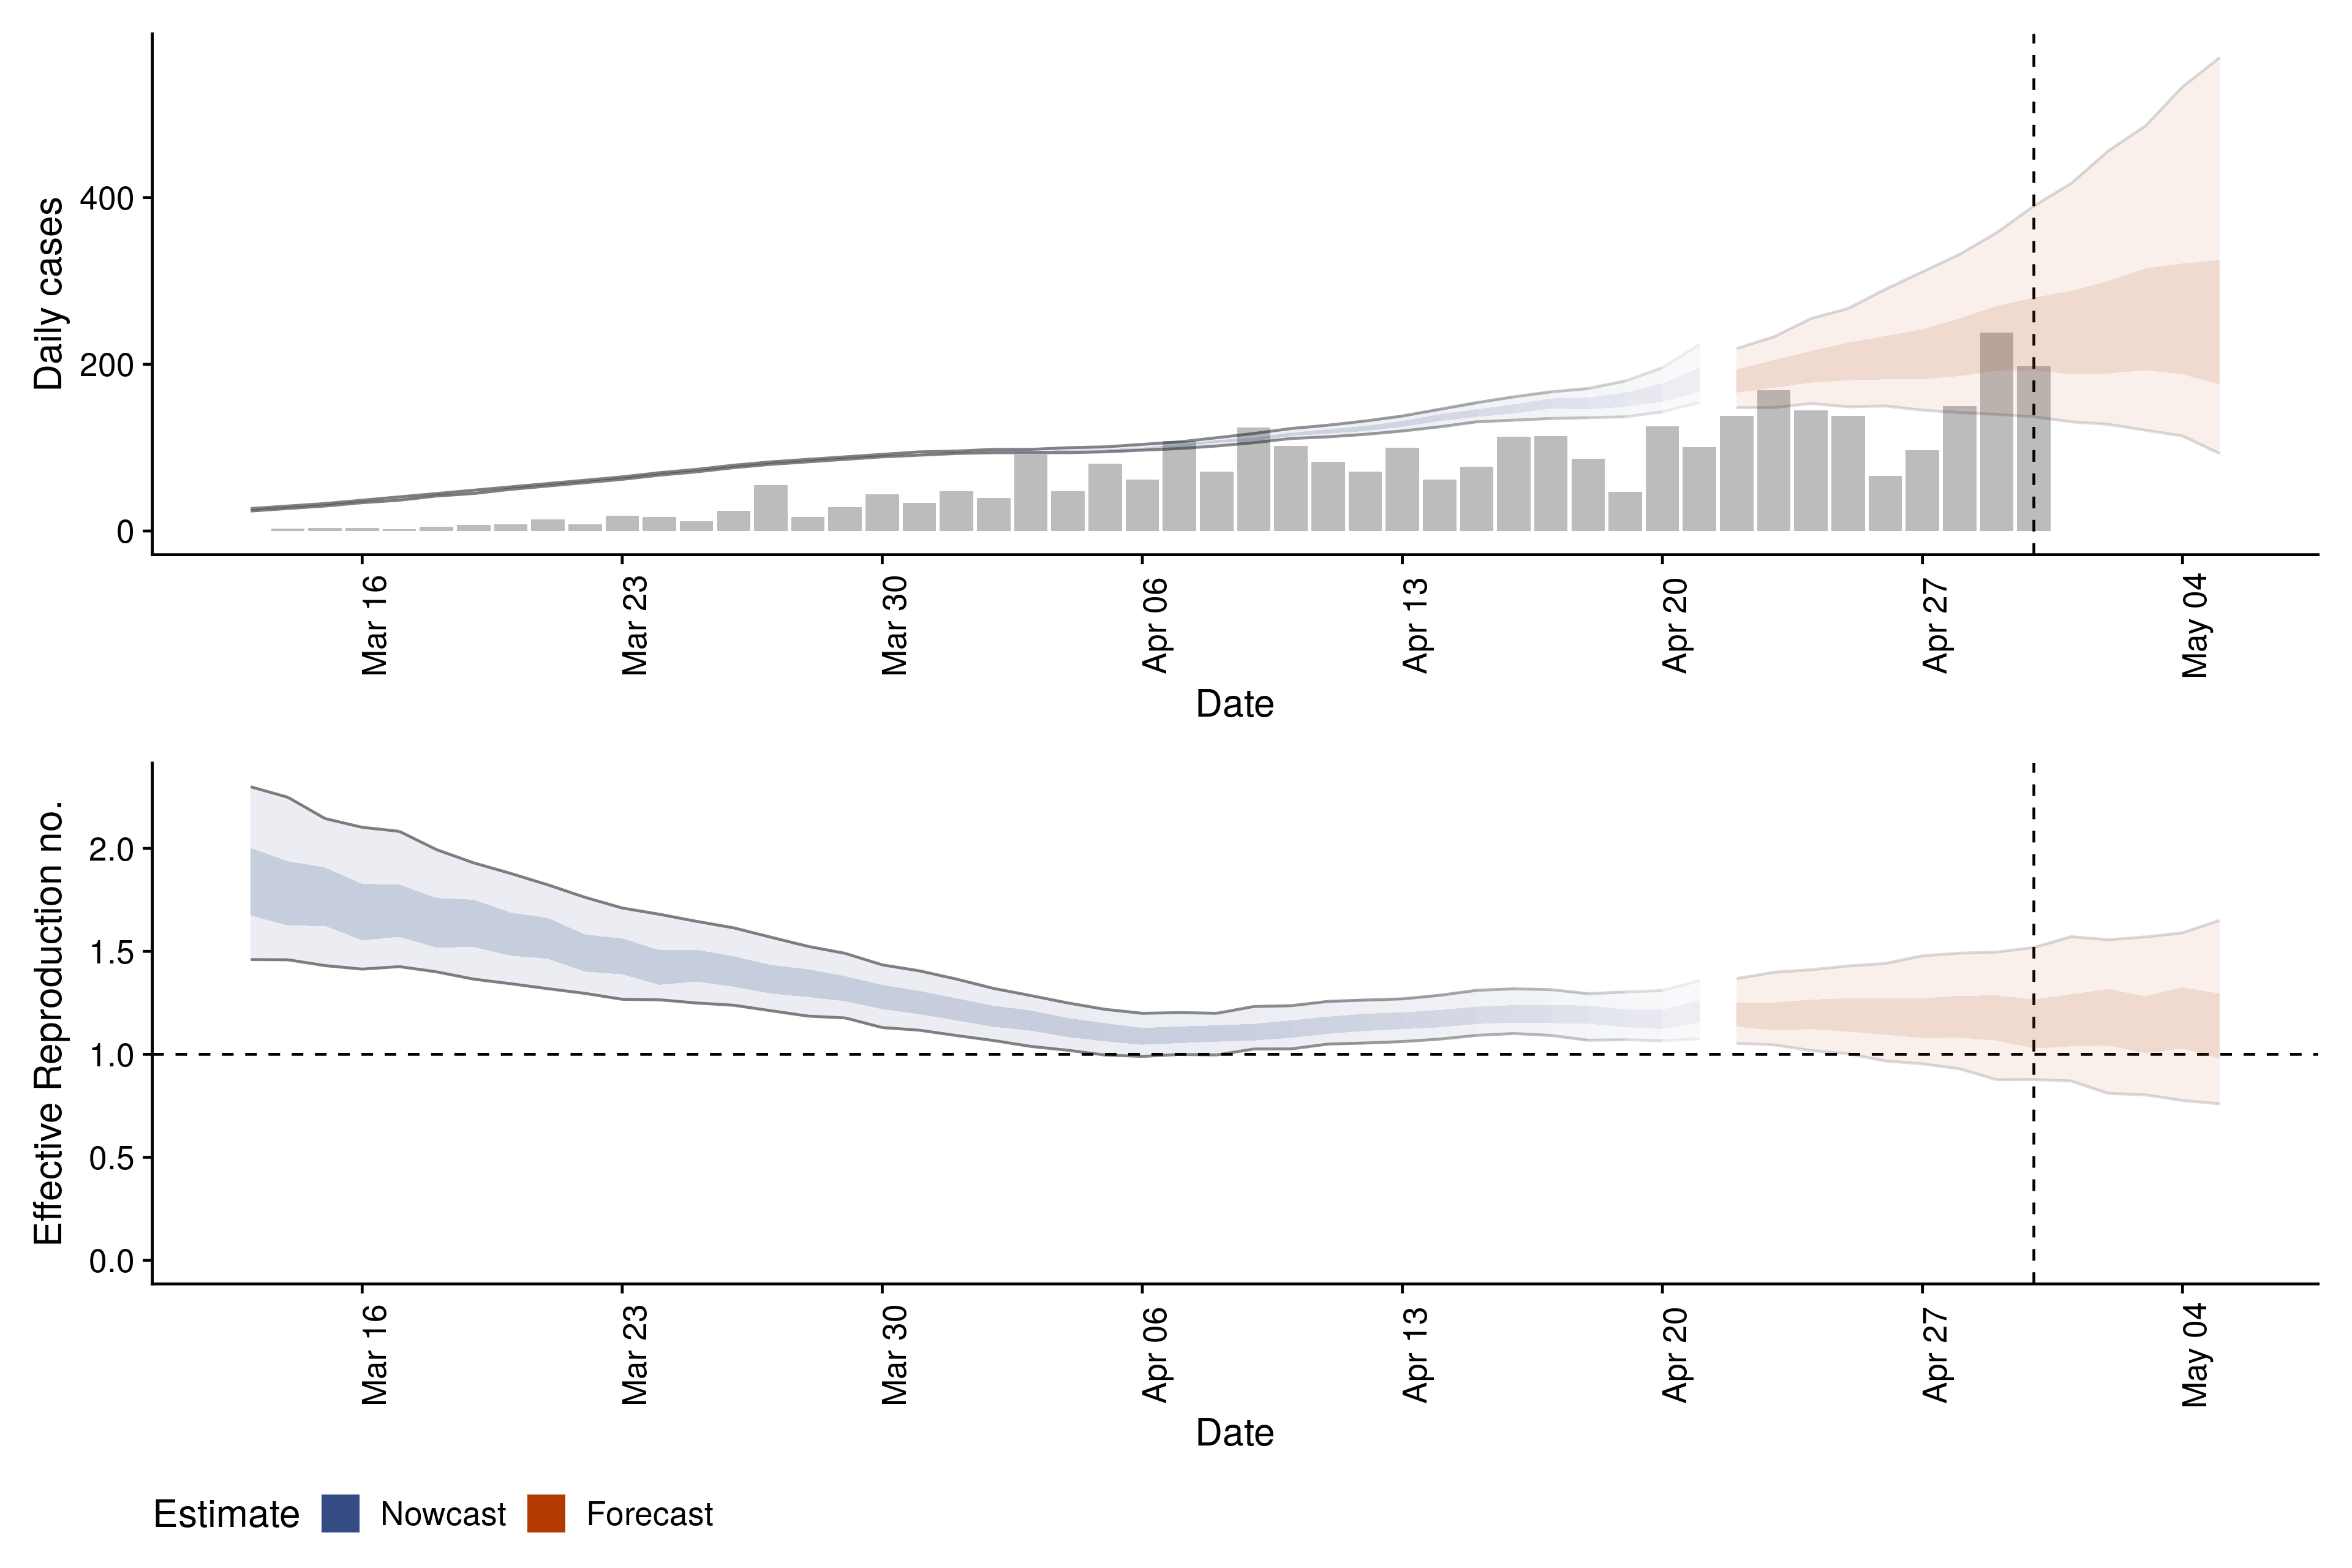 Daily cases
400
200
0
Mar 16
Mar 23
Mar 30
Apr 06
Apr 13
Apr 20
Apr 27
May 04
Date
Effective Reproduction no.
2.0
1.5
1.0
0.5
0.0
Mar 16
Mar 23
Mar 30
Apr 06
Apr 13
Apr 20
Apr 27
May 04
Date
Estimate Nowcast Forecast